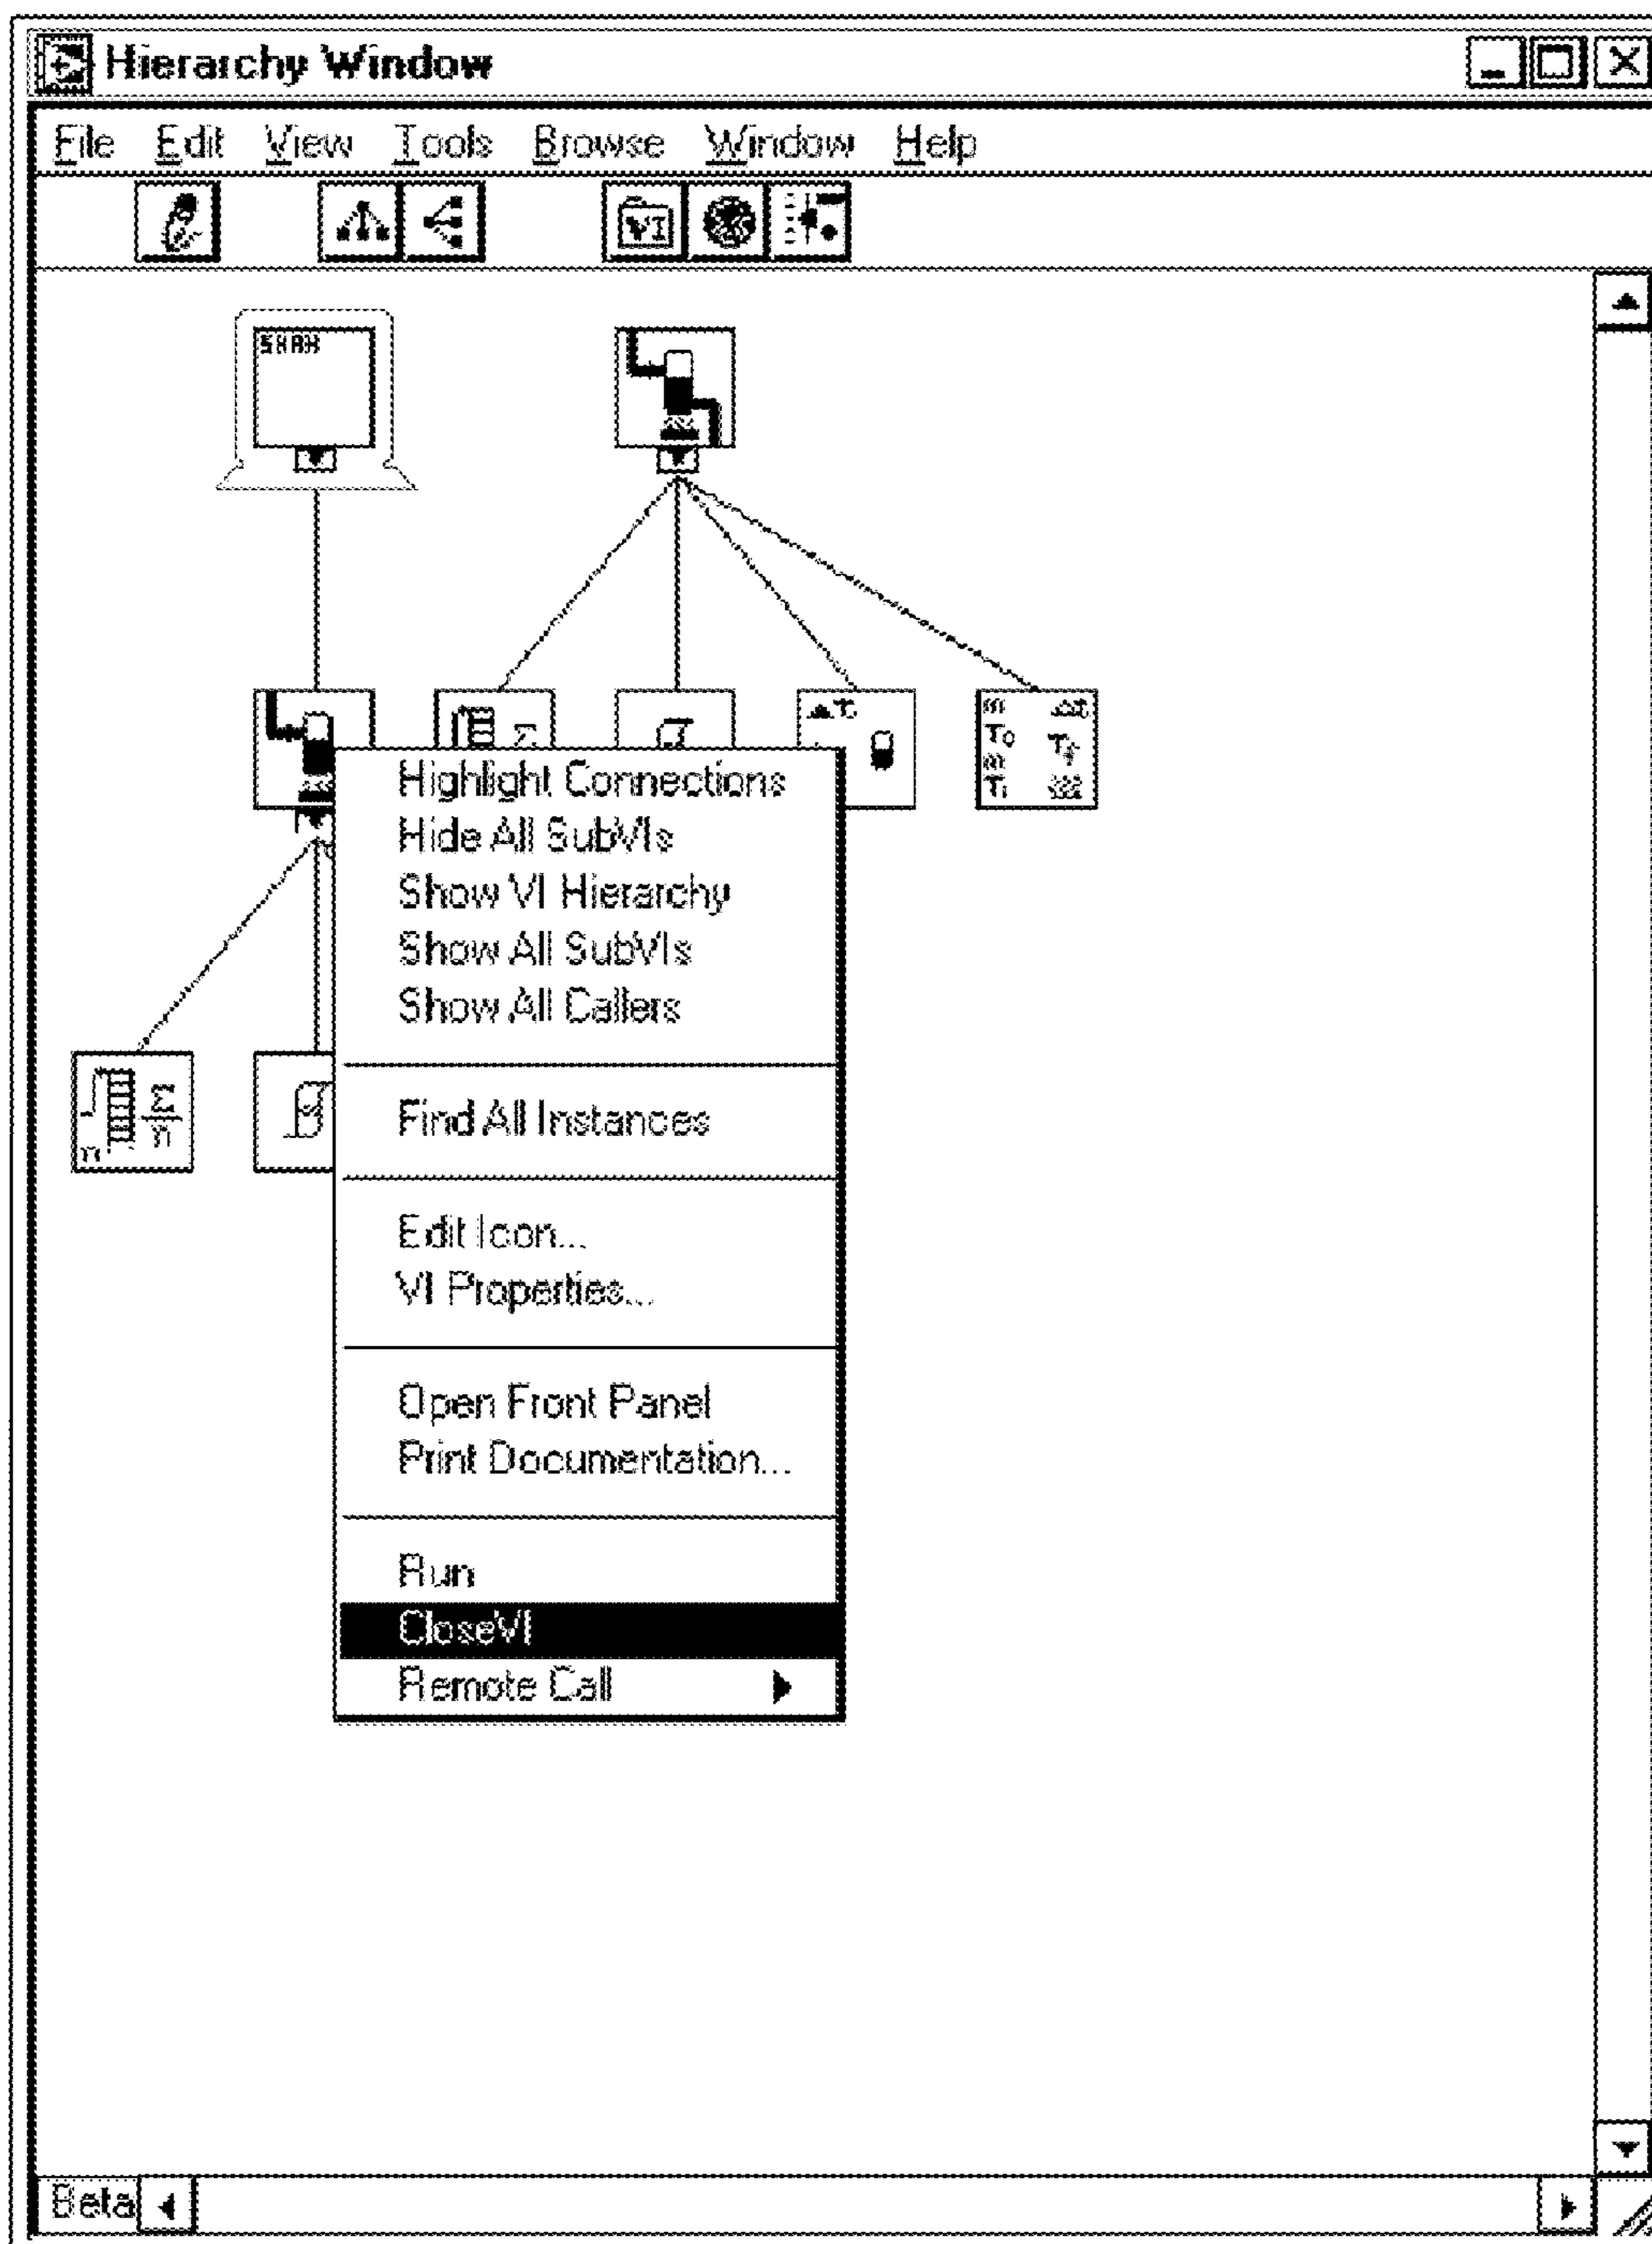 Hierarchy Window
File Edit View Tools Browse Window Help
VI
Highlight Connections
Hide All SubVIs
Show VI Hierarchy
Show All SubVIs
Show All Callers
Find All Instances
Edit Icon...
VI Properties...
Open Front Panel
Print Documentation...
Run
CloseVI
Remote Call
Beta